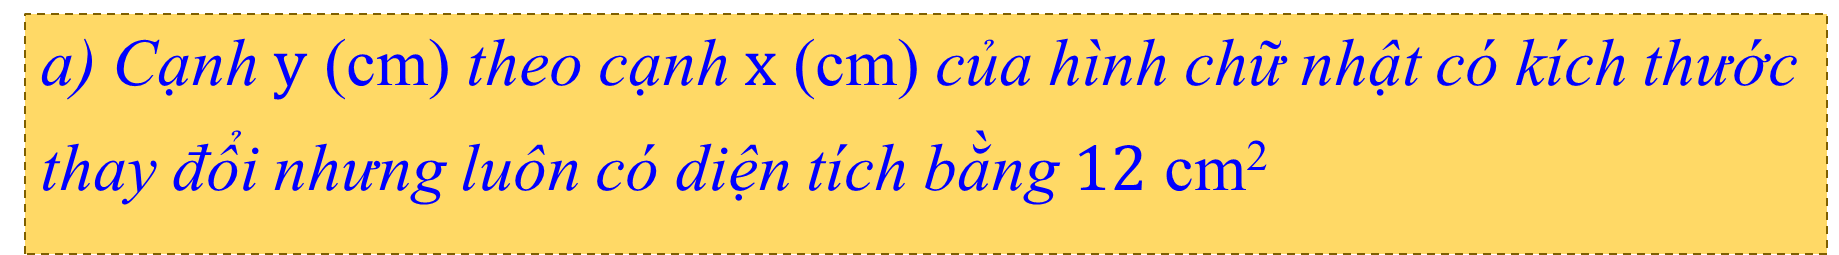 a) Cạnh y (cm) theo cạnh x (cm) của hình chữ nhật có kích thước
thay đổi nhưng luôn có diện tích bằng 12 cm²